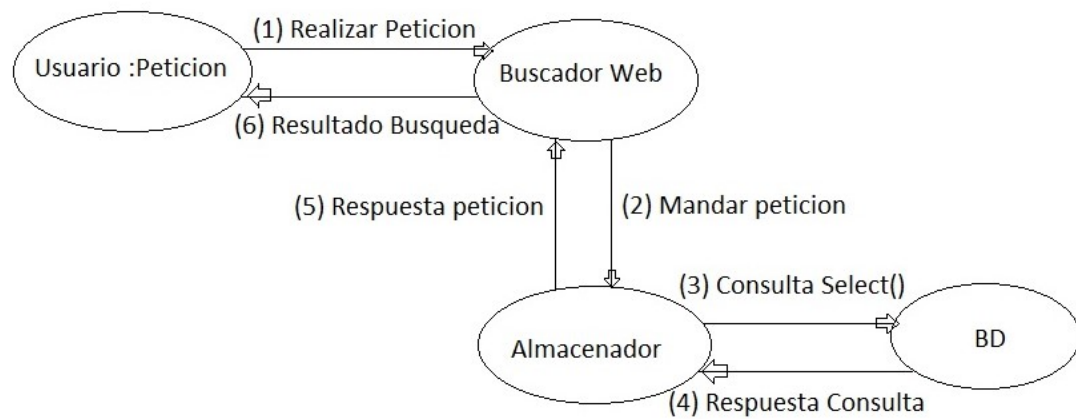 (1) Realizar Peticion
Usuario :Peticion
Buscador Web
(6) Resultado Busqueda
(5) Respuesta peticion
(2) Mandar peticion
(3) Consulta Select()
Almacenador
BD
(4) Respuesta Consulta